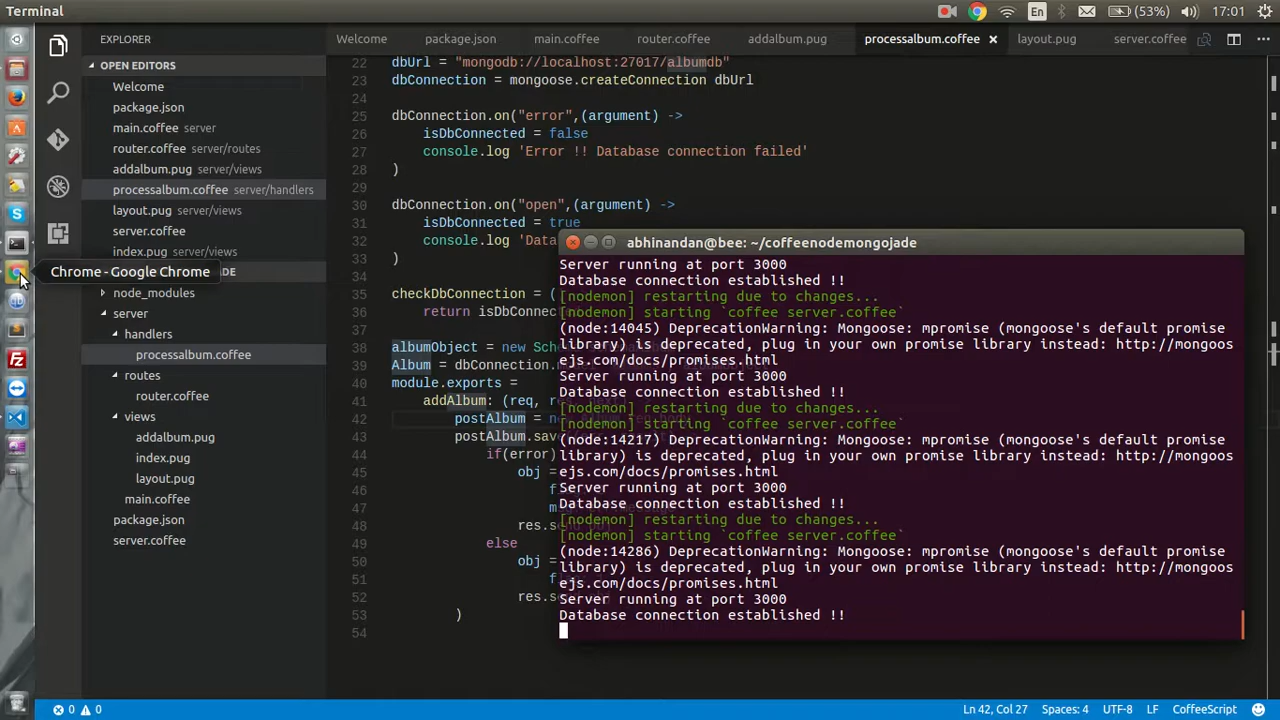 Terminal
En
(53%)
17:01
EXPLORER
Welcome
package.json
main.coffee
router.coffee
addalbum.pug
processalbum.coffee
layout.pug
server.coffee
OPEN EDITORS
Welcome
package.json
main.coffee server
router.coffee server/routes
addalbum.pug server/views
processalbum.coffee server/handlers
layout.pug server/views
server.coffee
index.pug server/views
Chrome - Google Chrome
ADE
node_modules
server
handlers
processalbum.coffee
routes
router.coffee
views
addalbum.pug
index.pug
layout.pug
main.coffee
package.json
server.coffee
22 dbUrl = "mongodb://localhost:27017/albumdb"
23 dbConnection = mongoose.createConnection dbUrl
24
25 dbConnection.on("error",(argument) ->
26 isDbConnected = false
27 console.log 'Error !! Database connection failed'
28 )
29
30 dbConnection.on("open",(argument) ->
31 isDbConnected = true
32 console.log 'Data
33 )
34
35 checkDbConnection = (
36 return isDbConnec
37
38 albumObject = new Sch
39 Album = dbConnection.m
40 module.exports =
41 addAlbum: (req, re
42 postAlbum = ne
43 postAlbum.save
44 if(error)
45 obj =
46 f
47 m
48 res.s
49 else
50 obj =
51 f
52 res.s
53 )
54
abhinandan@bee: ~/coffeenodemongojade
Server running at port 3000
Database connection established !!
[nodemon] restarting due to changes...
[nodemon] starting `coffee server.coffee`
(node:14045) DeprecationWarning: Mongoose: mpromise (mongoose's default promise
library) is deprecated, plug in your own promise library instead: http://mongoos
ejs.com/docs/promises.html
Server running at port 3000
Database connection established !!
[nodemon] restarting due to changes...
[nodemon] starting `coffee server.coffee`
(node:14217) DeprecationWarning: Mongoose: mpromise (mongoose's default promise
library) is deprecated, plug in your own promise library instead: http://mongoos
ejs.com/docs/promises.html
Server running at port 3000
Database connection established !!
[nodemon] restarting due to changes...
[nodemon] starting `coffee server.coffee`
(node:14286) DeprecationWarning: Mongoose: mpromise (mongoose's default promise
library) is deprecated, plug in your own promise library instead: http://mongoos
ejs.com/docs/promises.html
Server running at port 3000
Database connection established !!
0
0
Ln 42, Col 27
Spaces: 4
UTF-8
LF
CoffeeScript